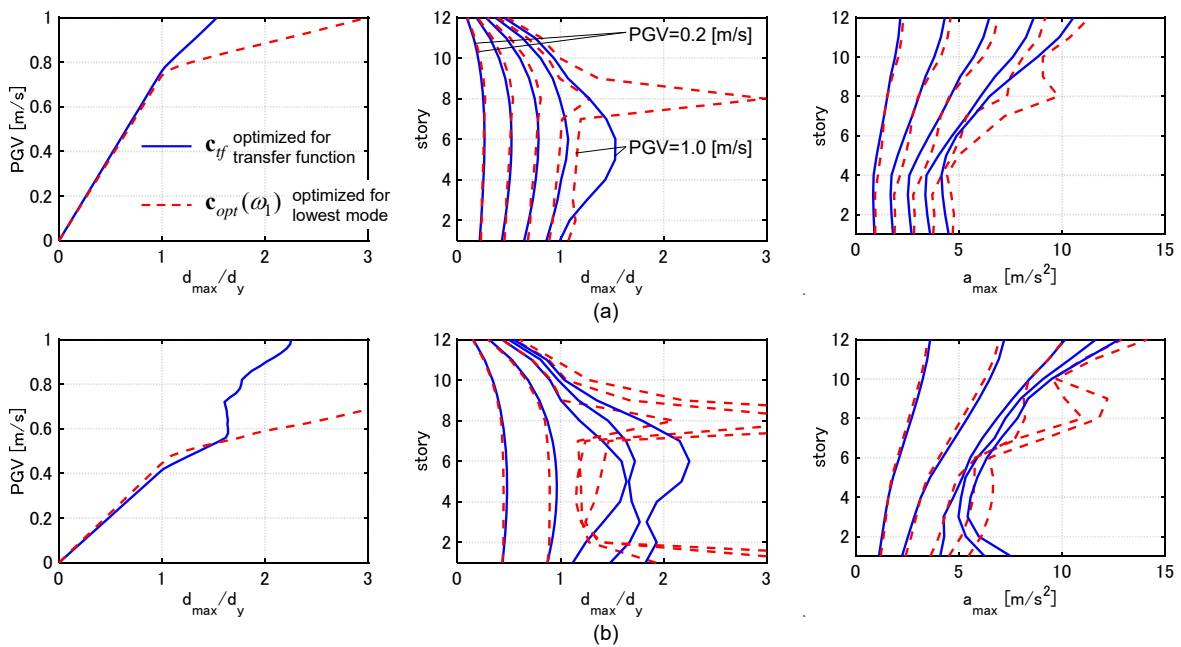 1
0.8
0.6
0.4
0.2
0
PGV [m/s]
c_tf optimized for
transfer function
c_opt(ω₁) optimized for
lowest mode
0 1 2 3
d_max/d_y
12
10
8
6
4
2
story
PGV=0.2 [m/s]
PGV=1.0 [m/s]
0 1 2 3
d_max/d_y
12
10
8
6
4
2
story
0 5 10 15
a_max [m/s²]
(a)
1
0.8
0.6
0.4
0.2
0
PGV [m/s]
0 1 2 3
d_max/d_y
12
10
8
6
4
2
story
0 1 2 3
d_max/d_y
12
10
8
6
4
2
story
0 5 10 15
a_max [m/s²]
(b)